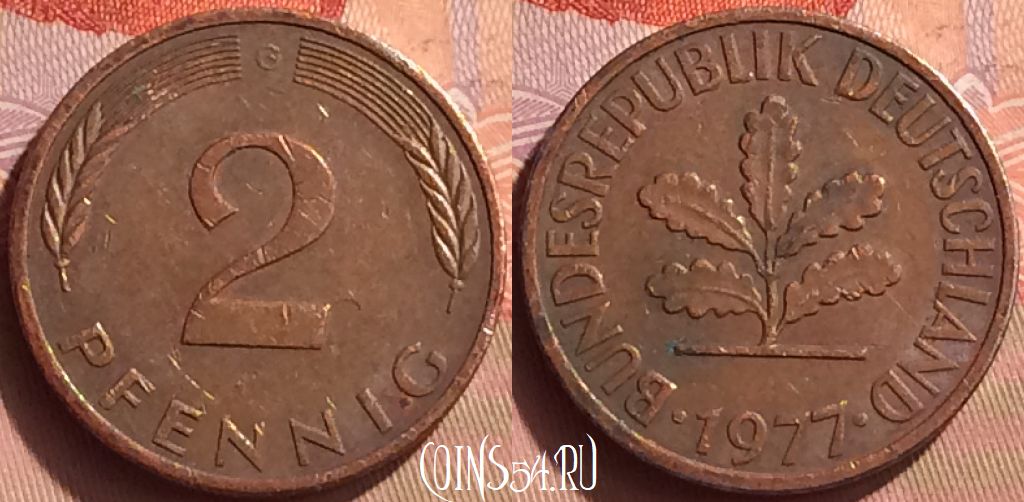 G
2
PFENNIG
BUNDESREPUBLIK DEUTSCHLAND
· 1977 ·
COINS54.RU